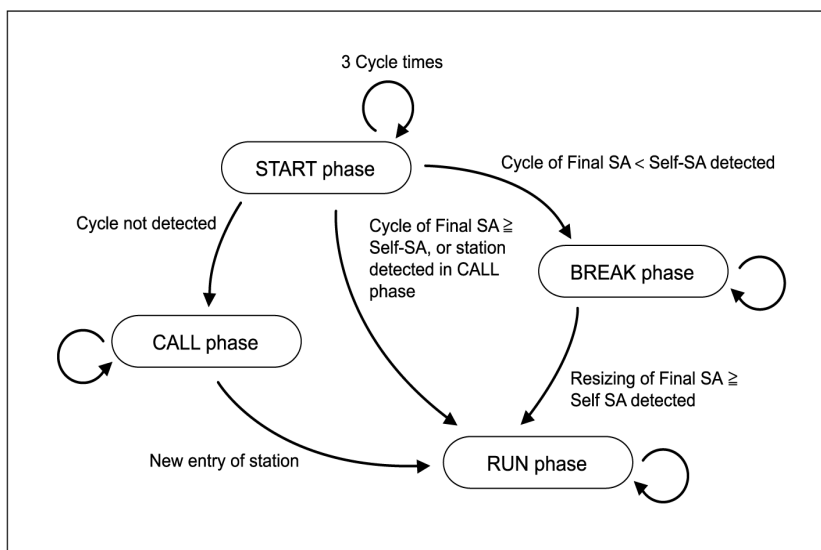 3 Cycle times
START phase
Cycle of Final SA < Self-SA detected
Cycle not detected
Cycle of Final SA ≧
Self-SA, or station
detected in CALL
phase
BREAK phase
CALL phase
Resizing of Final SA ≧
Self SA detected
New entry of station
RUN phase